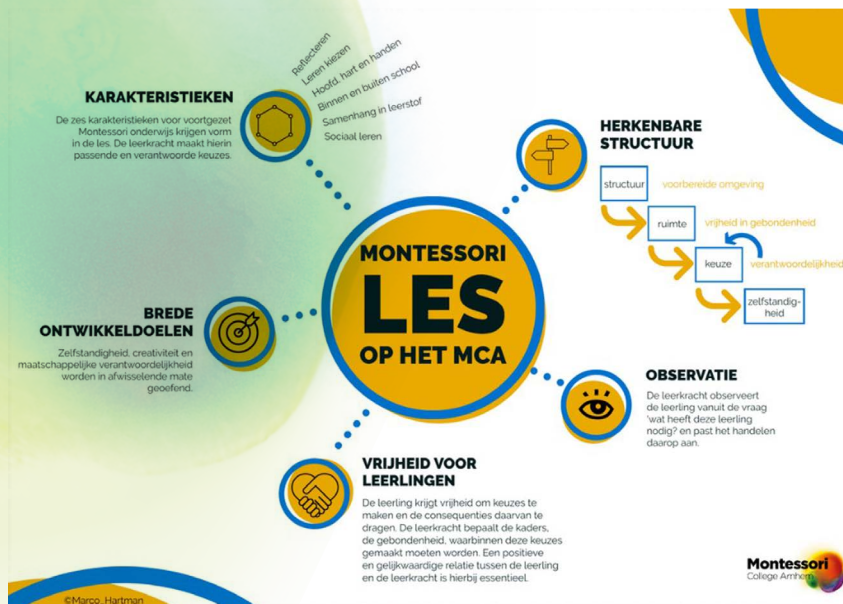 Reflecteren
Leren kiezen
Hoofd, hart en handen
Binnen en buiten school
Samenhang in leerstof
Sociaal leren
KARAKTERISTIEKEN
De zes karakteristieken voor voortgezet
Montessori onderwijs krijgen vorm
in de les. De leerkracht maakt hierin
passende en verantwoorde keuzes.
HERKENBARE
STRUCTUUR
structuur voorbereide omgeving
ruimte vrijheid in gebondenheid
keuze verantwoordelijkheid
zelfstandig-
heid
MONTESSORI
LES
OP HET MCA
BREDE
ONTWIKKELDOELEN
Zelfstandigheid, creativiteit en
maatschappelijke verantwoordelijkheid
worden in afwisselende mate
geoefend.
OBSERVATIE
De leerkracht observeert
de leerling vanuit de vraag
'wat heeft deze leerling
nodig? en past het handelen
daarop aan.
VRIJHEID VOOR
LEERLINGEN
De leerling krijgt vrijheid om keuzes te
maken en de consequenties daarvan te
dragen. De leerkracht bepaalt de kaders,
de gebondenheid, waarbinnen deze keuzes
gemaakt moeten worden. Een positieve
en gelijkwaardige relatie tussen de leerling
en de leerkracht is hierbij essentieel.
Montessori
College Arnhem
©Marco. Hartman